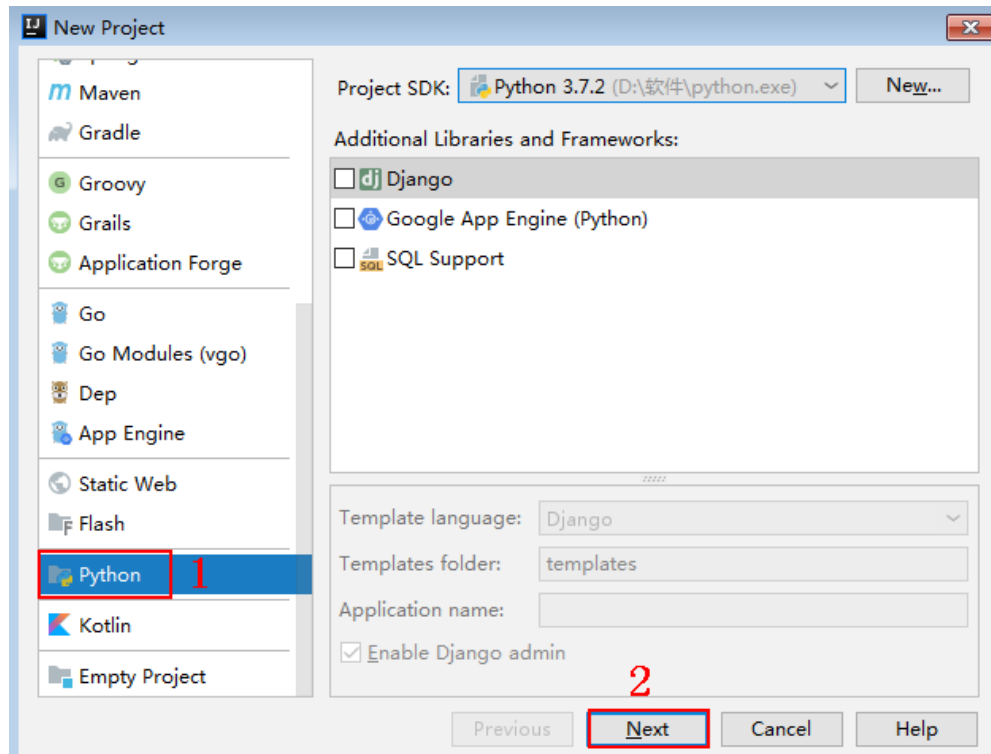 New Project
Maven
Gradle
Groovy
Grails
Application Forge
Go
Go Modules (vgo)
Dep
App Engine
Static Web
Flash
Python 1
Kotlin
Empty Project
Project SDK: Python 3.7.2 (D:\软件\python.exe) New...
Additional Libraries and Frameworks:
dj Django
Google App Engine (Python)
SQL SQL Support
Template language: Django
Templates folder: templates
Application name:
Enable Django admin
2
Previous Next Cancel Help